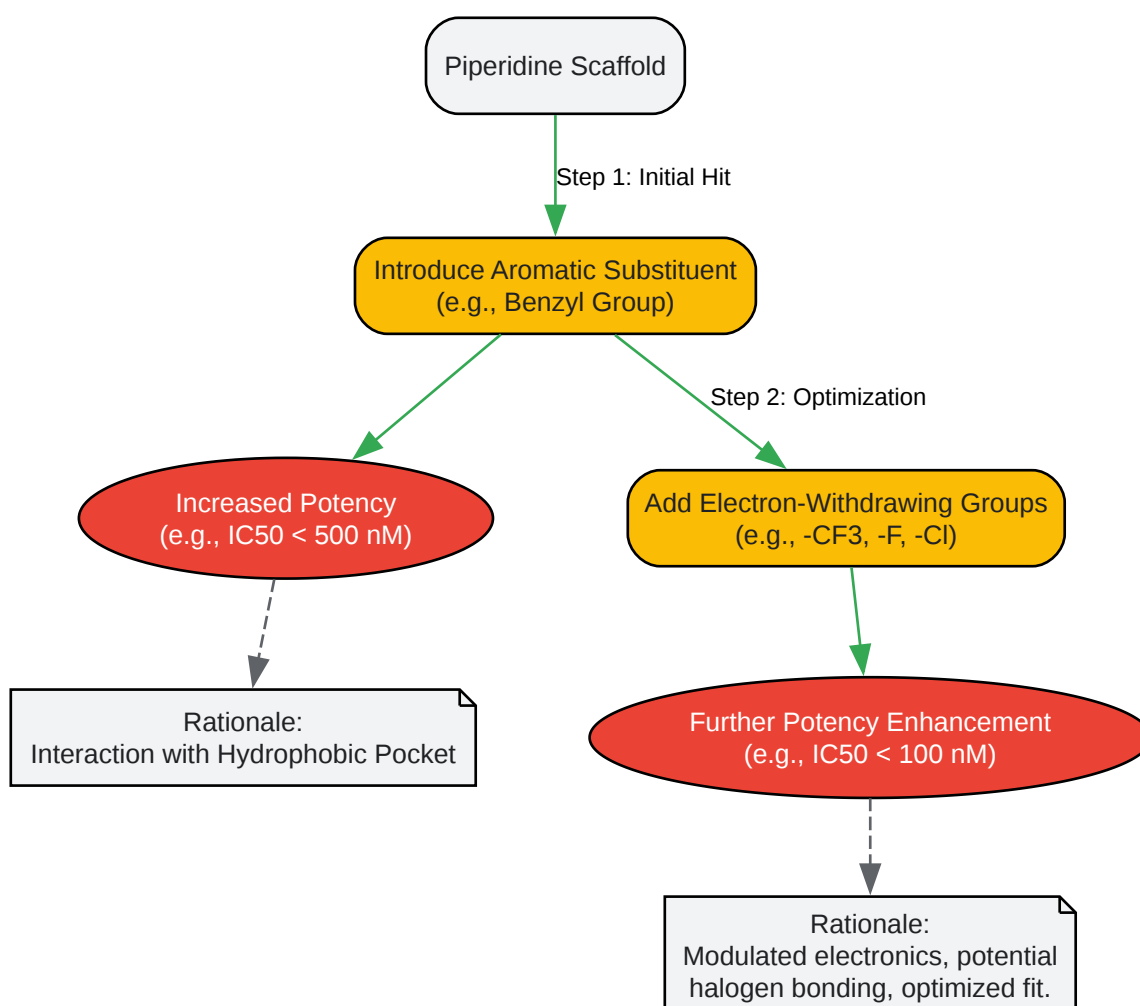 Piperidine Scaffold
Step 1: Initial Hit
Introduce Aromatic Substituent
(e.g., Benzyl Group)
Step 2: Optimization
Increased Potency
(e.g., IC50 < 500 nM)
Add Electron-Withdrawing Groups
(e.g., -CF3, -F, -Cl)
Rationale:
Interaction with Hydrophobic Pocket
Further Potency Enhancement
(e.g., IC50 < 100 nM)
Rationale:
Modulated electronics, potential
halogen bonding, optimized fit.